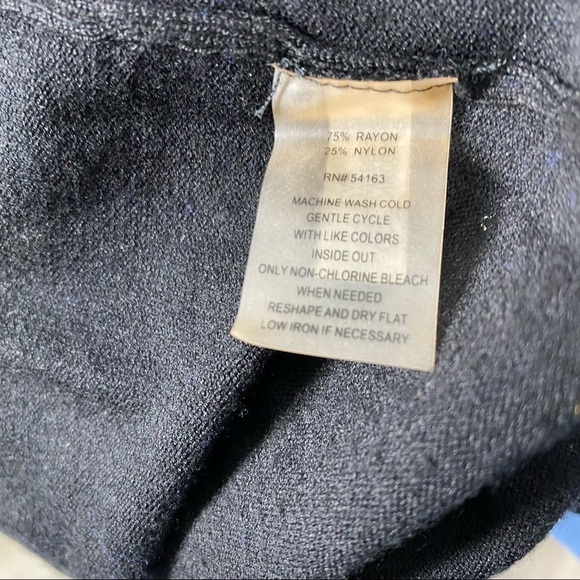 75% RAYON
25% NYLON
RN# 54163
MACHINE WASH COLD
GENTLE CYCLE
WITH LIKE COLORS
INSIDE OUT
ONLY NON-CHLORINE BLEACH
WHEN NEEDED
RESHAPE AND DRY FLAT
LOW IRON IF NECESSARY